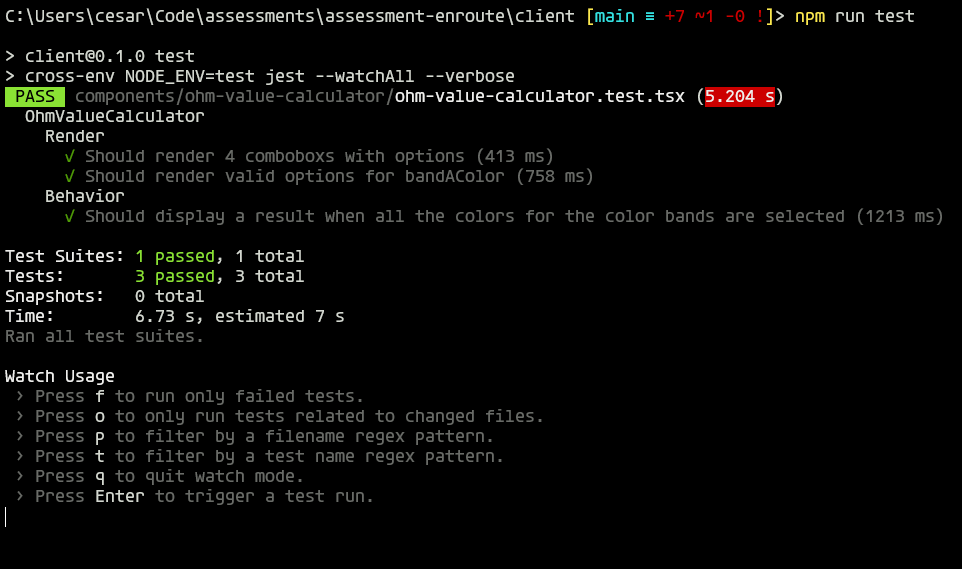 C:\Users\cesar\Code\assessments\assessment-enroute\client [main ≡ +7 ~1 -0 !]> npm run test

> client@0.1.0 test
> cross-env NODE_ENV=test jest --watchAll --verbose
PASS components/ohm-value-calculator/ohm-value-calculator.test.tsx (5.204 s)
  OhmValueCalculator
    Render
      √ Should render 4 comboboxs with options (413 ms)
      √ Should render valid options for bandAColor (758 ms)
    Behavior
      √ Should display a result when all the colors for the color bands are selected (1213 ms)

Test Suites: 1 passed, 1 total
Tests:       3 passed, 3 total
Snapshots:   0 total
Time:        6.73 s, estimated 7 s
Ran all test suites.

Watch Usage
 › Press f to run only failed tests.
 › Press o to only run tests related to changed files.
 › Press p to filter by a filename regex pattern.
 › Press t to filter by a test name regex pattern.
 › Press q to quit watch mode.
 › Press Enter to trigger a test run.